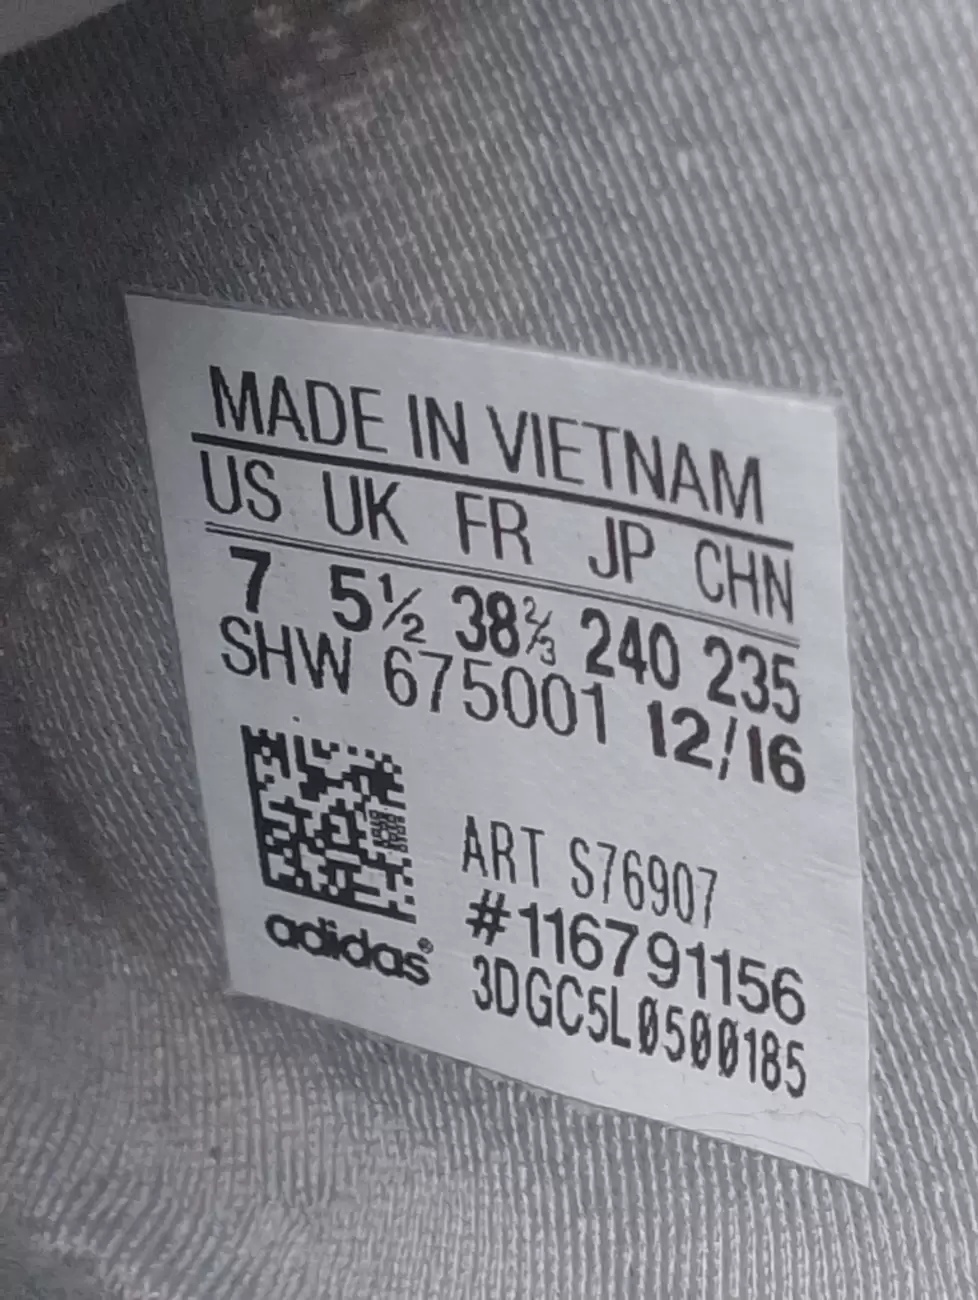 MADE IN VIETNAM
US UK FR JP CHN
7 5½ 38⅔ 240 235
SHW 675001 12/16
ART S76907
#116791156
adidas®
3DGC5L0500185